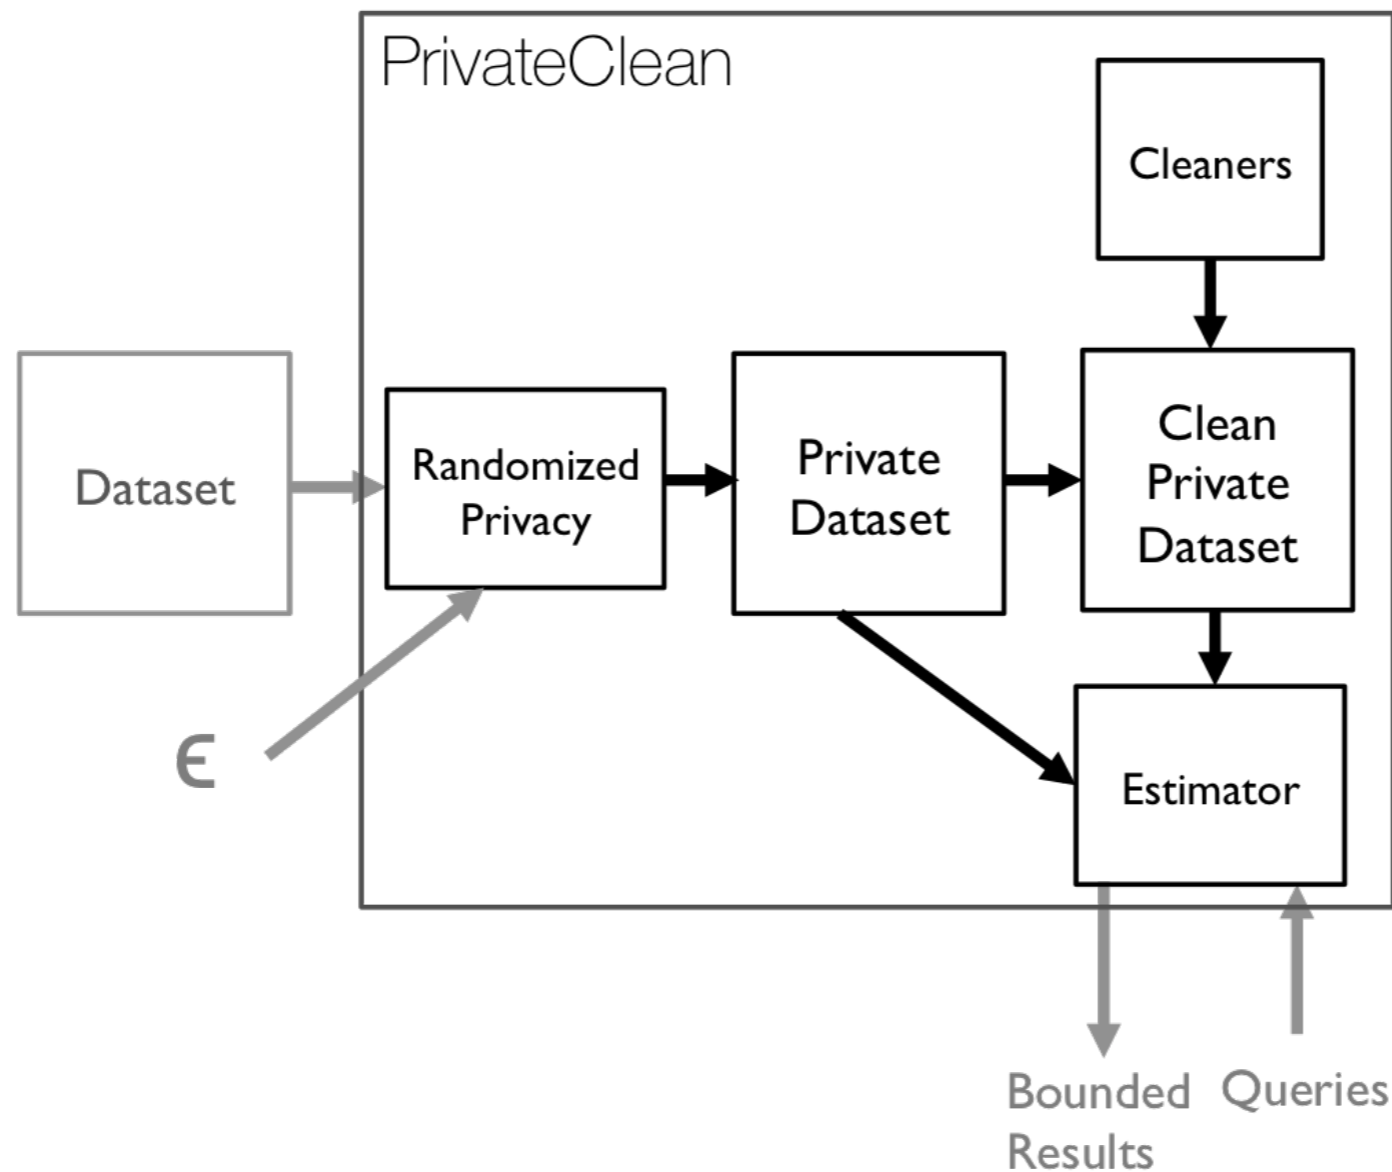 PrivateClean
Cleaners
Dataset
Randomized
Privacy
Private
Dataset
Clean
Private
Dataset
ϵ
Estimator
Bounded
Results
Queries